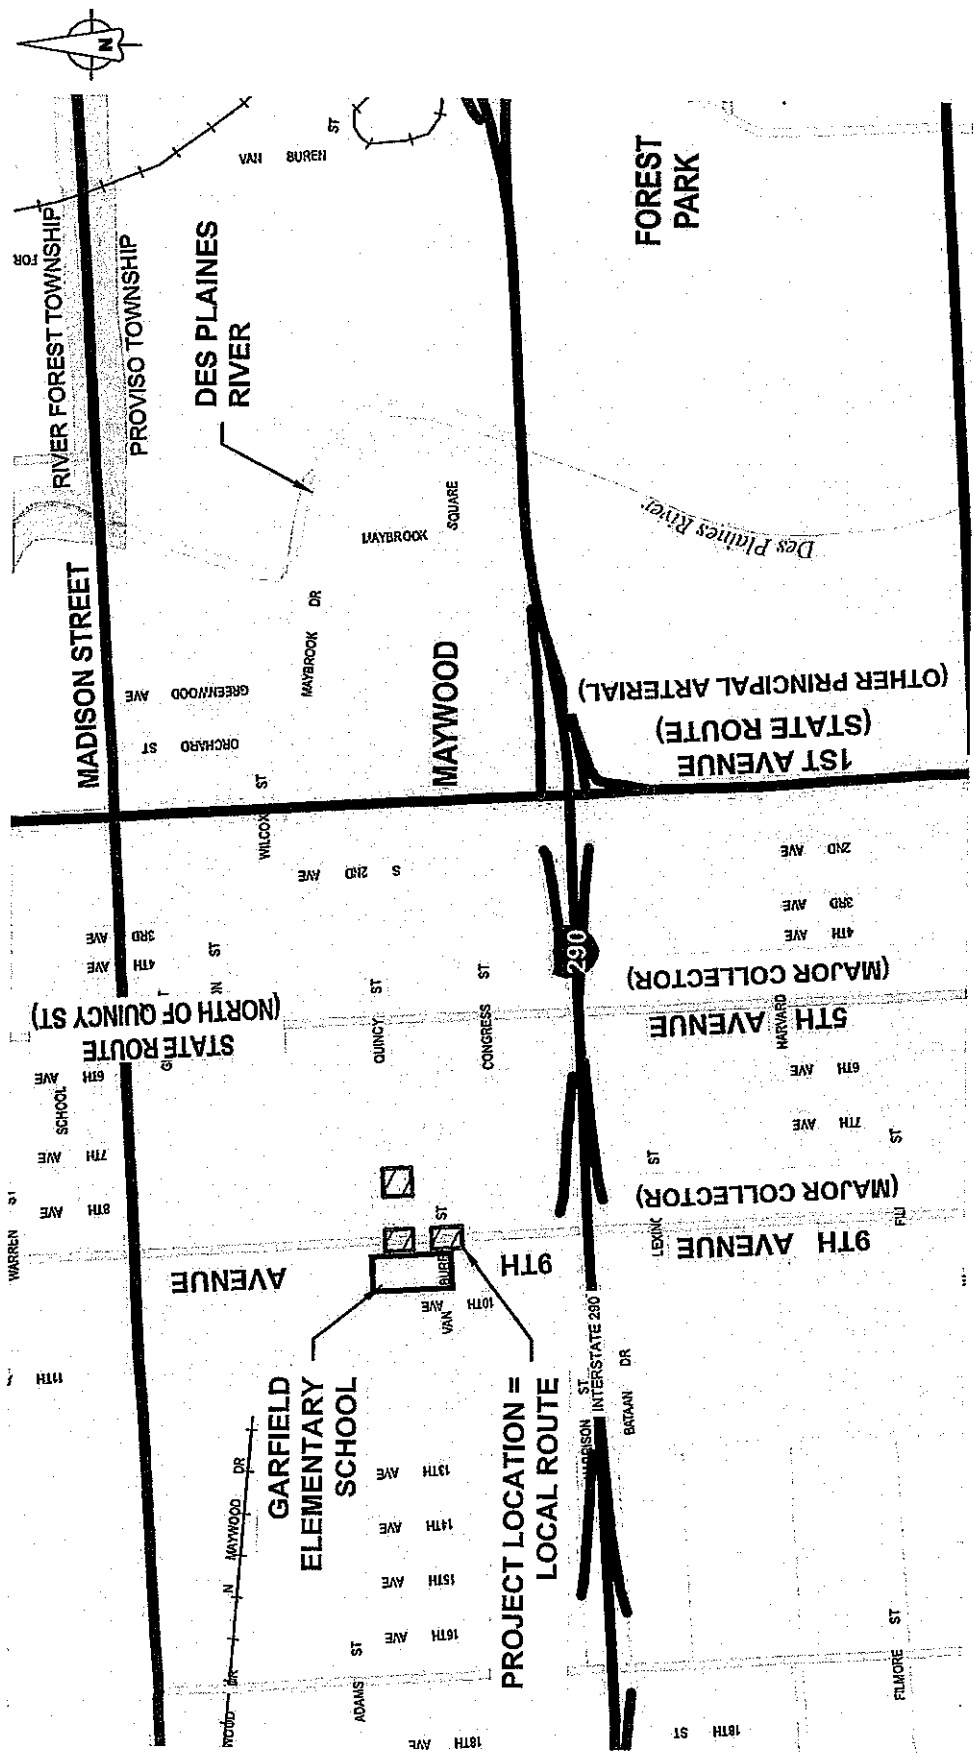 N
FOR
RIVER FOREST TOWNSHIP
PROVISO TOWNSHIP
VAN BUREN
ST
DES PLAINES
RIVER
FOREST
PARK
MADISON STREET
MAYBROOK
SQUARE
Des Plaines River
MAYBROOK DR
GREENWOOD AVE
ORCHARD ST
MAYWOOD
1ST AVENUE
(STATE ROUTE)
(OTHER PRINCIPAL ARTERIAL)
WILCOX ST
S 2ND AVE
2ND AVE
3RD AVE
4TH AVE
3RD AVE
4TH AVE
STATE ROUTE
(NORTH OF QUINCY ST)
ST
QUINCY ST
CONGRESS ST
290
5TH AVENUE
(MAJOR COLLECTOR)
HARVARD
6TH AVE
SCHOOL
7TH AVE
8TH AVE
WARREN
6TH AVE
7TH AVE
ST
ST
9TH AVENUE
(MAJOR COLLECTOR)
AVENUE
9TH
ST
VAN
10TH AVE
11TH
GARFIELD
ELEMENTARY
SCHOOL
PROJECT LOCATION =
LOCAL ROUTE
INTERSTATE 290
ST
BATAAN DR
N MAYWOOD DR
DR
13TH AVE
14TH AVE
15TH AVE
16TH AVE
ADAMS ST
18TH AVE
18TH ST
FILMORE ST